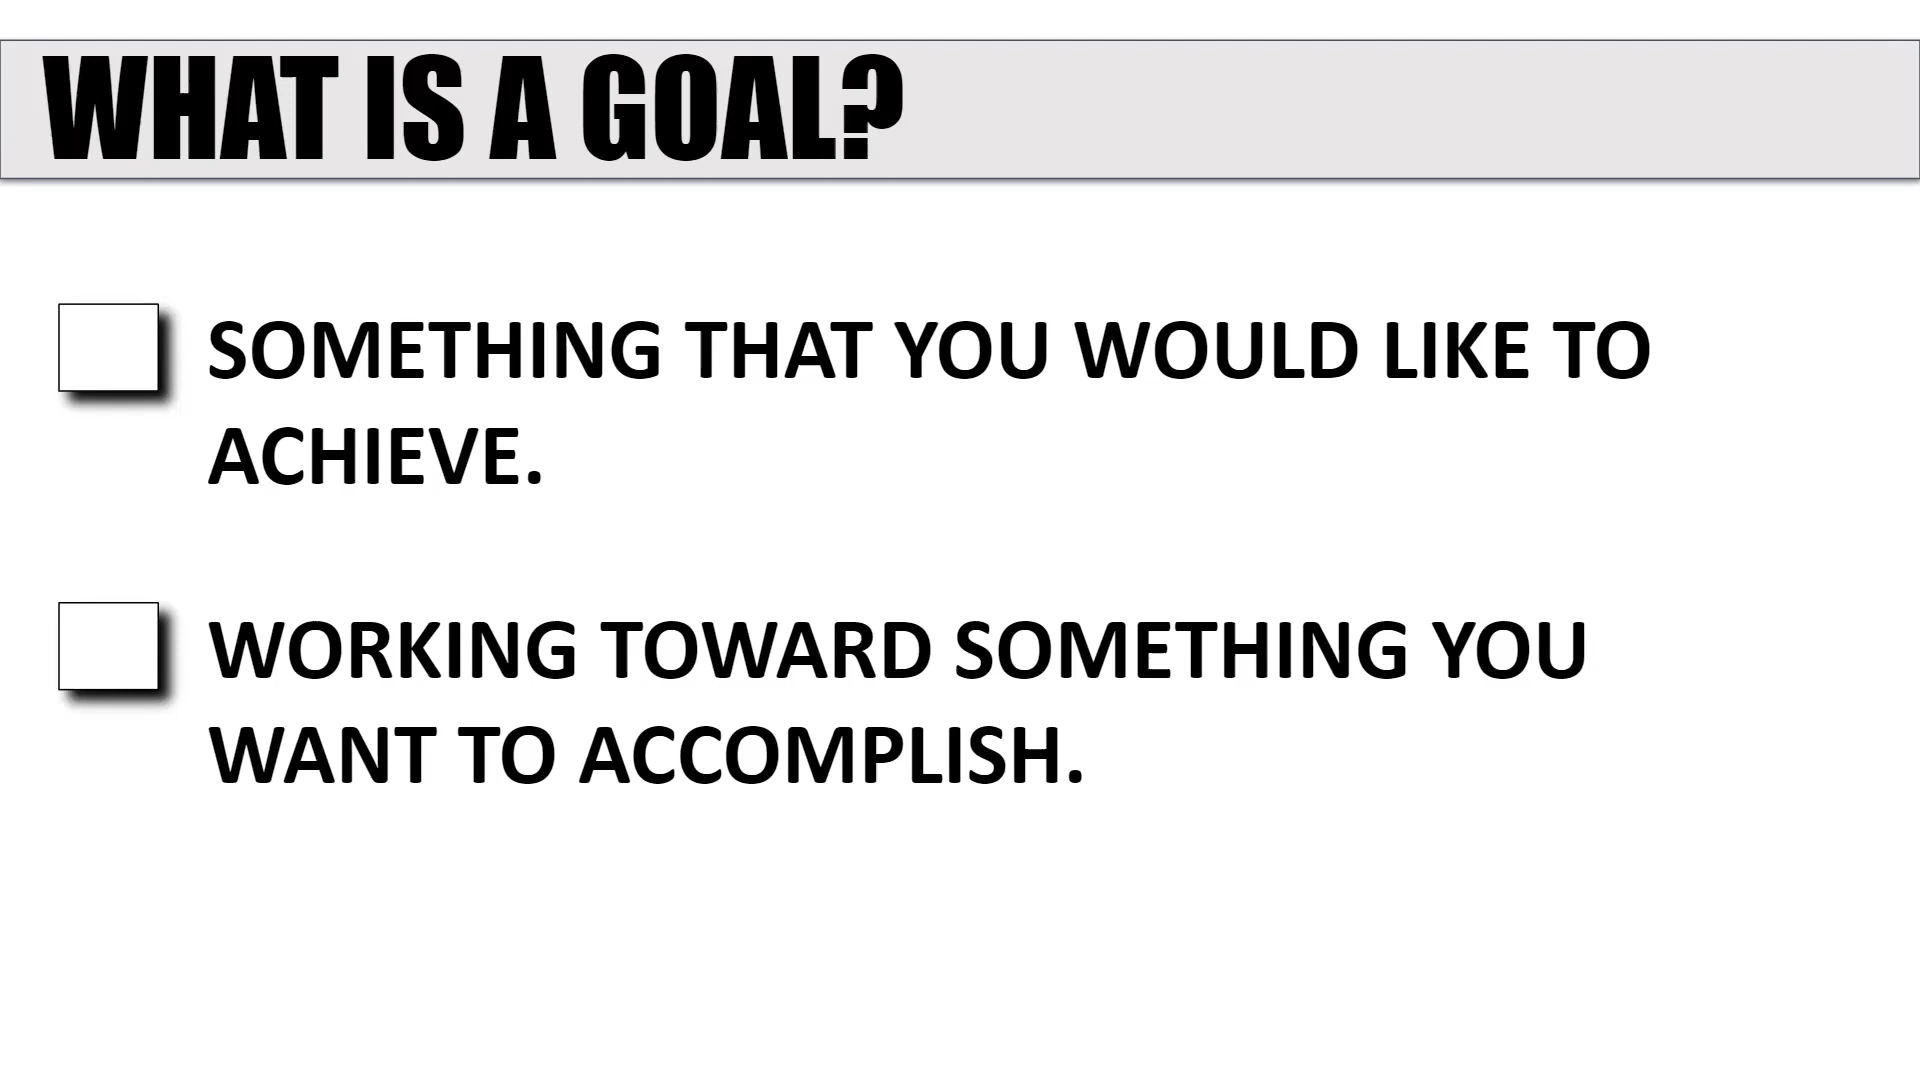 WHAT IS A GOAL?
SOMETHING THAT YOU WOULD LIKE TO
ACHIEVE.
WORKING TOWARD SOMETHING YOU
WANT TO ACCOMPLISH.